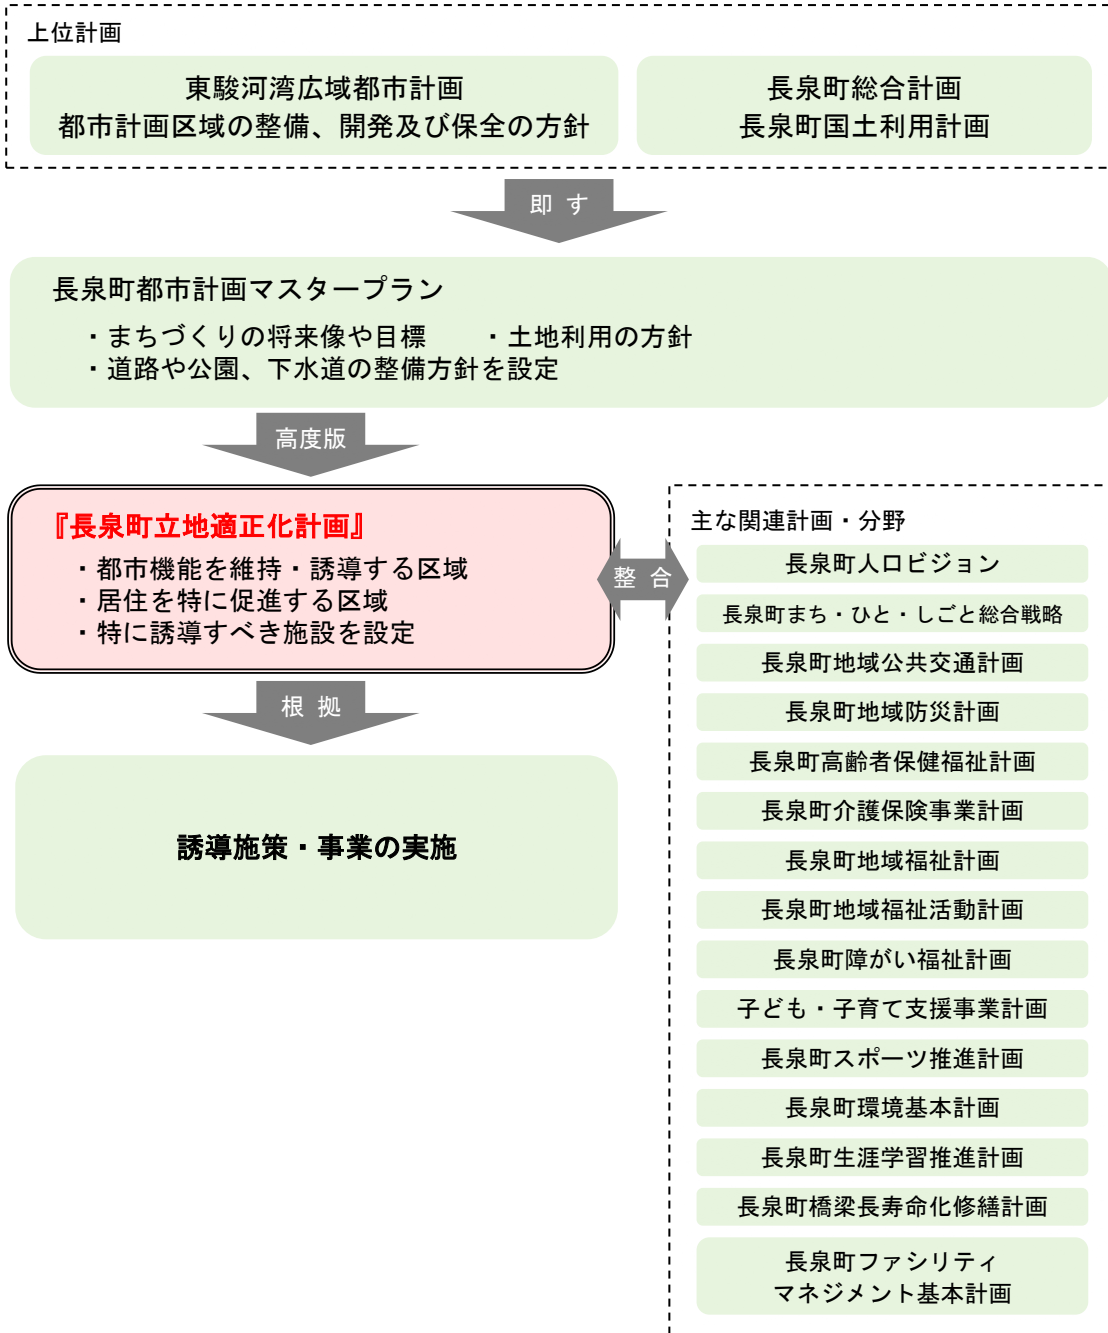 上位計画
東駿河湾広域都市計画
都市計画区域の整備、開発及び保全の方針
長泉町総合計画
長泉町国土利用計画
即 す
長泉町都市計画マスタープラン
・まちづくりの将来像や目標　　・土地利用の方針
・道路や公園、下水道の整備方針を設定
高度版
『長泉町立地適正化計画』
・都市機能を維持・誘導する区域
・居住を特に促進する区域
・特に誘導すべき施設を設定
整 合
根 拠
誘導施策・事業の実施
主な関連計画・分野
長泉町人口ビジョン
長泉町まち・ひと・しごと総合戦略
長泉町地域公共交通計画
長泉町地域防災計画
長泉町高齢者保健福祉計画
長泉町介護保険事業計画
長泉町地域福祉計画
長泉町地域福祉活動計画
長泉町障がい福祉計画
子ども・子育て支援事業計画
長泉町スポーツ推進計画
長泉町環境基本計画
長泉町生涯学習推進計画
長泉町橋梁長寿命化修繕計画
長泉町ファシリティ
マネジメント基本計画